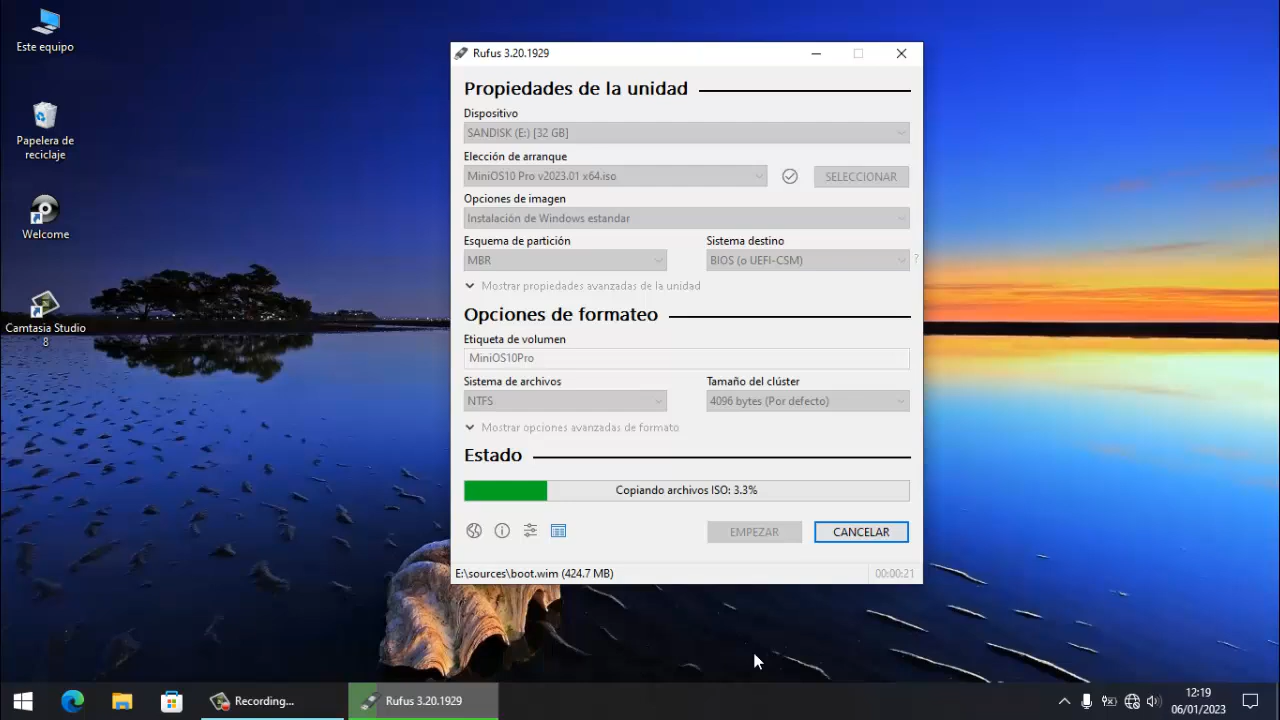 Este equipo
Papelera de
reciclaje
Welcome
Camtasia Studio
8
Rufus 3.20.1929
Propiedades de la unidad
Dispositivo
SANDISK (E:) [32 GB]
Elección de arranque
MiniOS10 Pro v2023.01 x64.iso
SELECCIONAR
Opciones de imagen
Instalación de Windows estandar
Esquema de partición
Sistema destino
MBR
BIOS (o UEFI-CSM)
?
Mostrar propiedades avanzadas de la unidad
Opciones de formateo
Etiqueta de volumen
MiniOS10Pro
Sistema de archivos
Tamaño del clúster
NTFS
4096 bytes (Por defecto)
Mostrar opciones avanzadas de formato
Estado
Copiando archivos ISO: 3.3%
EMPEZAR
CANCELAR
E:\sources\boot.wim (424.7 MB)
00:00:21
Recording...
Rufus 3.20.1929
12:19
06/01/2023